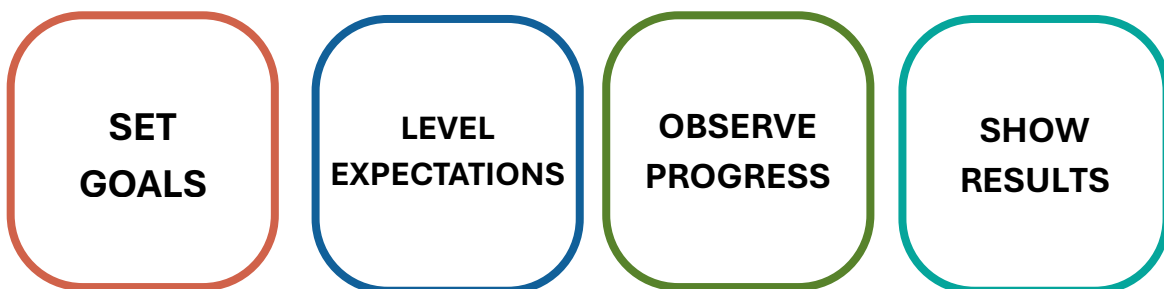 SET
GOALS
LEVEL
EXPECTATIONS
OBSERVE
PROGRESS
SHOW
RESULTS